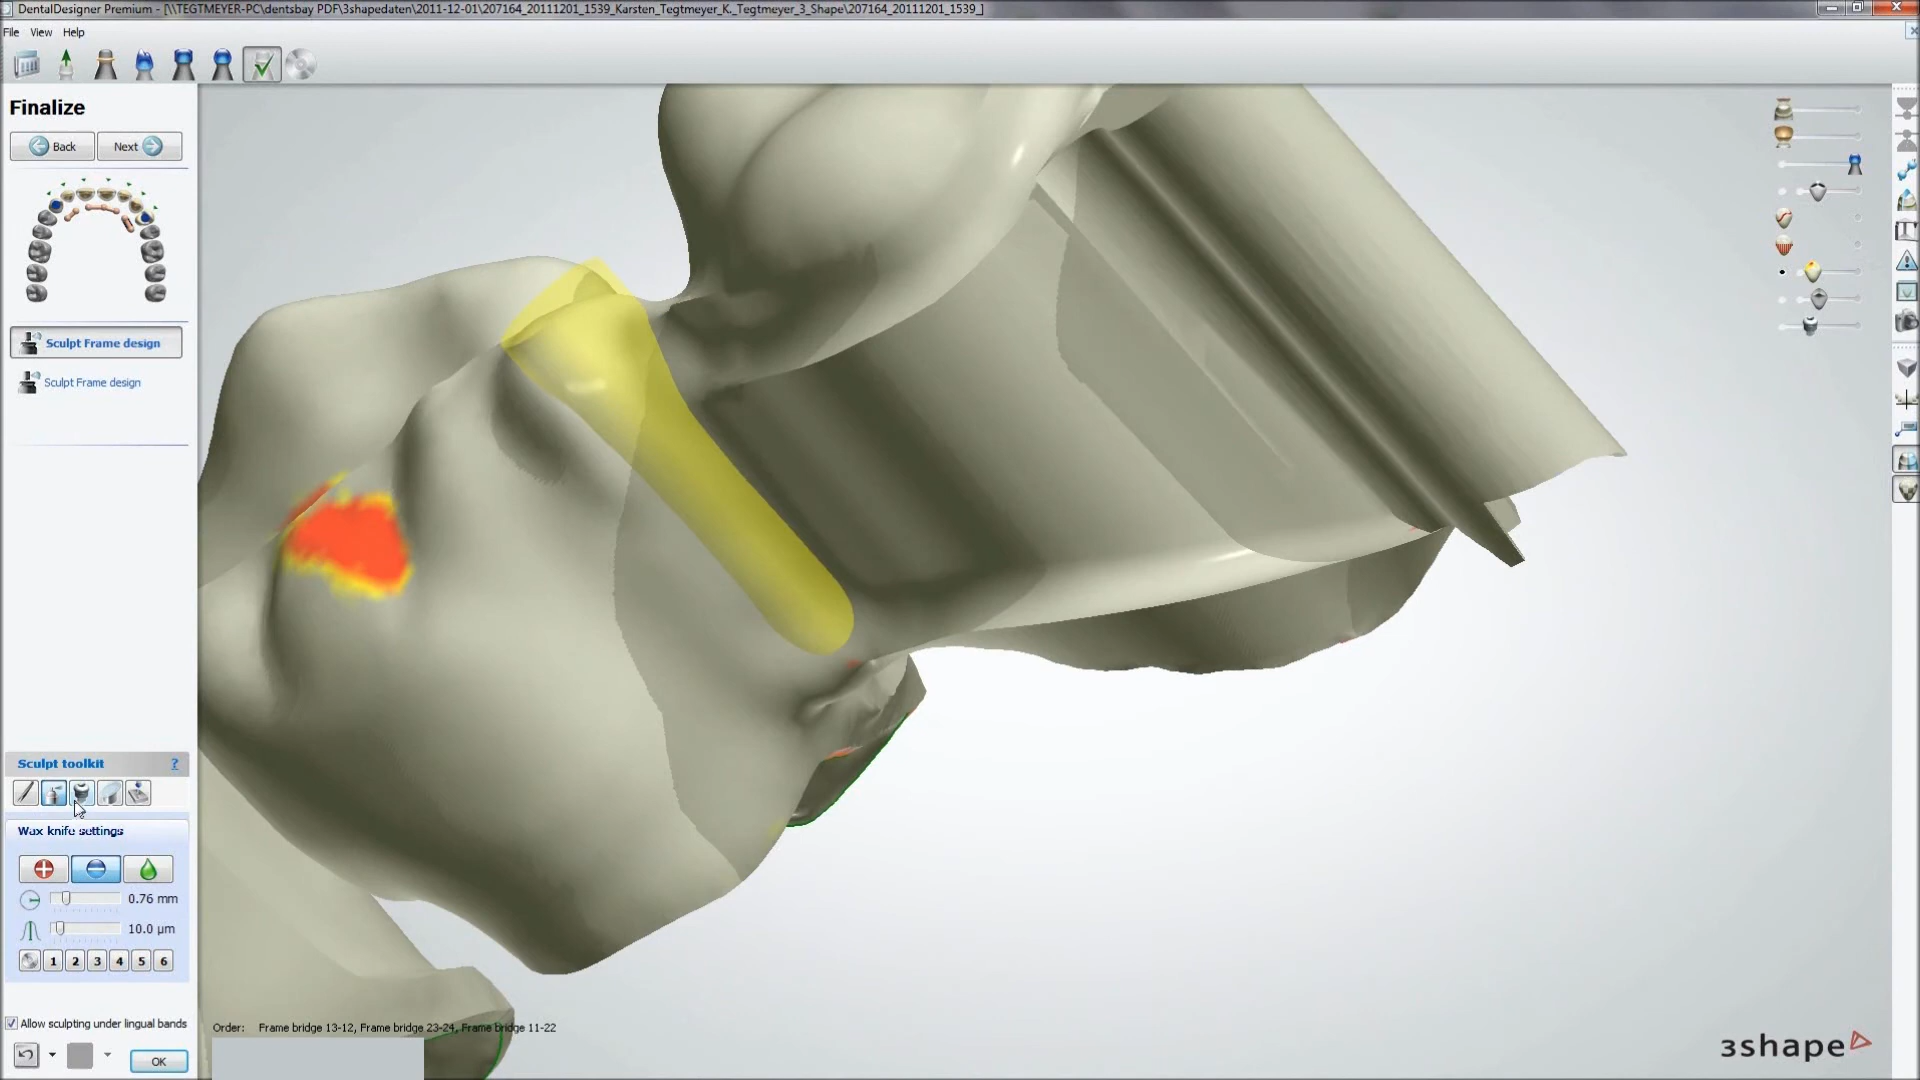 DentalDesigner Premium - [\\TEGTMEYER-PC\dentsbay PDF\3shapedaten\2011-12-01\207164_20111201_1539_Karsten_Tegtmeyer_K._Tegtmeyer_3_Shape\207164_20111201_1539_]
File View Help
Finalize
Back Next
Sculpt Frame design
Sculpt Frame design
Sculpt toolkit ?
Wax knife settings
0.76 mm
10.0 µm
1 2 3 4 5 6
Allow sculpting under lingual bands
Order: Frame bridge 13-12, Frame bridge 23-24, Frame bridge 11-22
OK
3shape